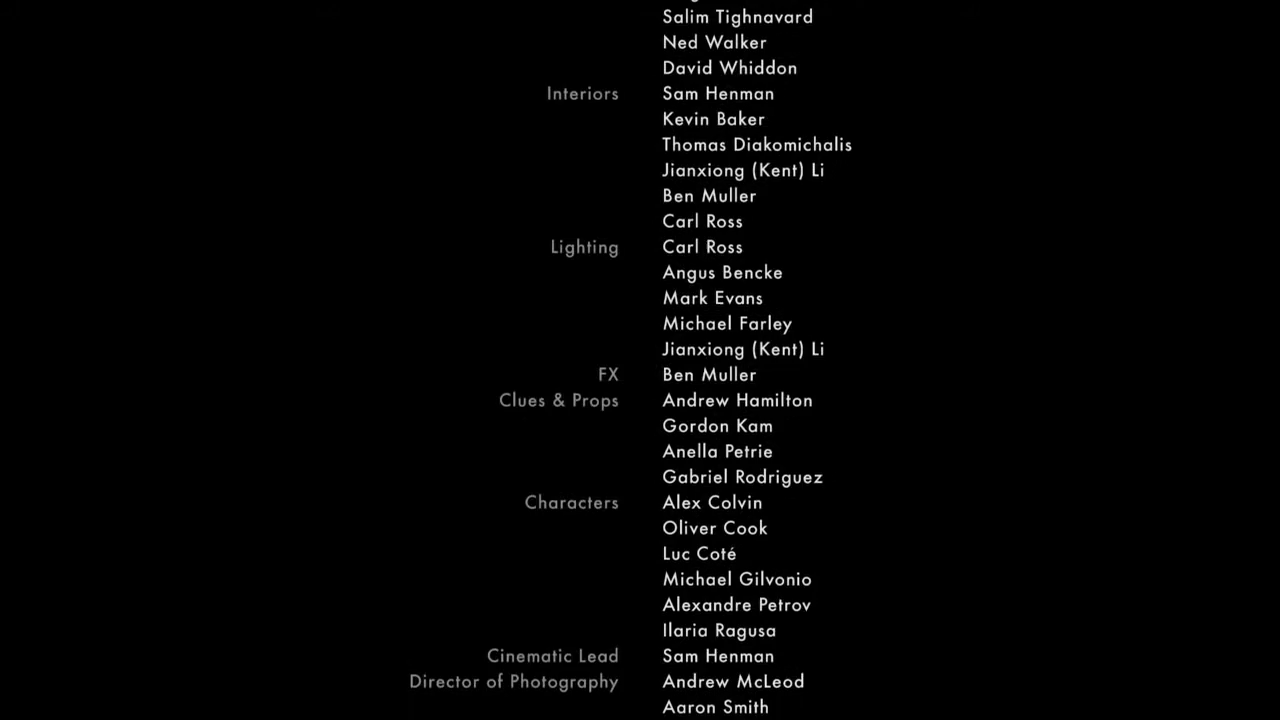 Salim Tighnavard
Ned Walker
David Whiddon
Interiors Sam Henman
Kevin Baker
Thomas Diakomichalis
Jianxiong (Kent) Li
Ben Muller
Carl Ross
Lighting Carl Ross
Angus Bencke
Mark Evans
Michael Farley
Jianxiong (Kent) Li
FX Ben Muller
Clues & Props Andrew Hamilton
Gordon Kam
Anella Petrie
Gabriel Rodriguez
Characters Alex Colvin
Oliver Cook
Luc Coté
Michael Gilvonio
Alexandre Petrov
Ilaria Ragusa
Cinematic Lead Sam Henman
Director of Photography Andrew McLeod
Aaron Smith